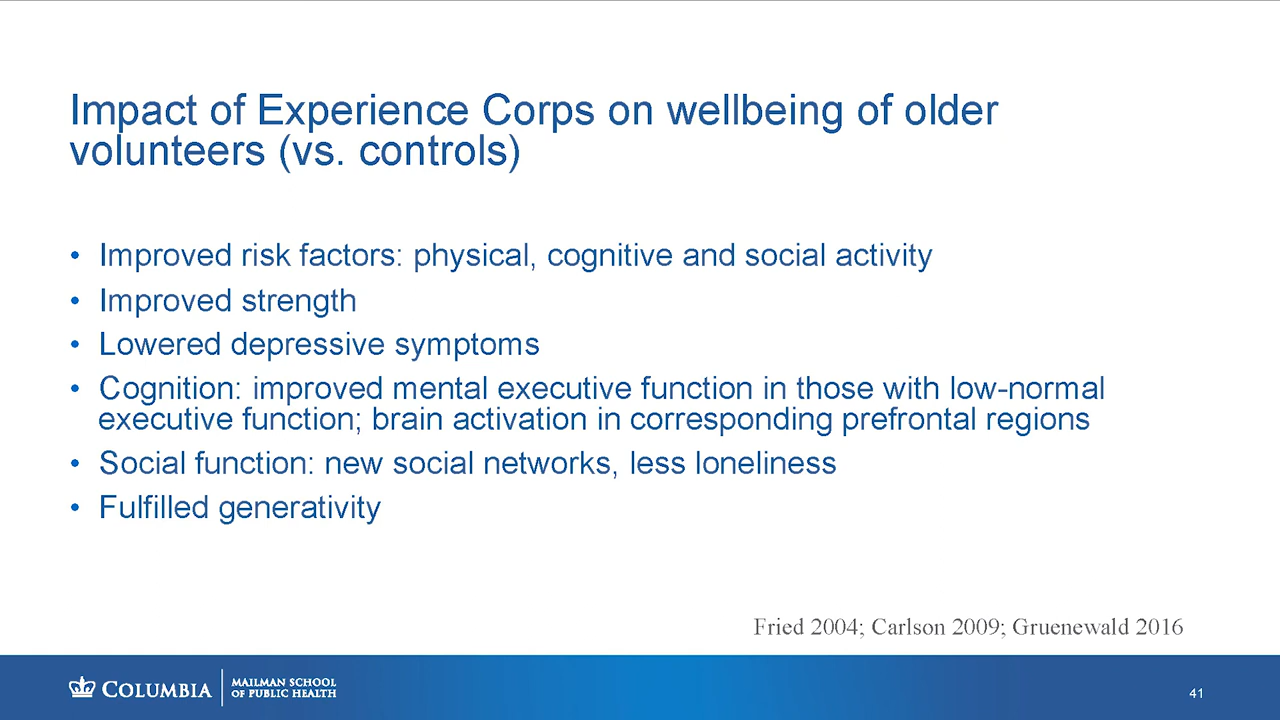 Impact of Experience Corps on wellbeing of older
volunteers (vs. controls)
• Improved risk factors: physical, cognitive and social activity
• Improved strength
• Lowered depressive symptoms
• Cognition: improved mental executive function in those with low-normal
executive function; brain activation in corresponding prefrontal regions
• Social function: new social networks, less loneliness
• Fulfilled generativity
Fried 2004; Carlson 2009; Gruenewald 2016
COLUMBIA
MAILMAN SCHOOL
OF PUBLIC HEALTH
41